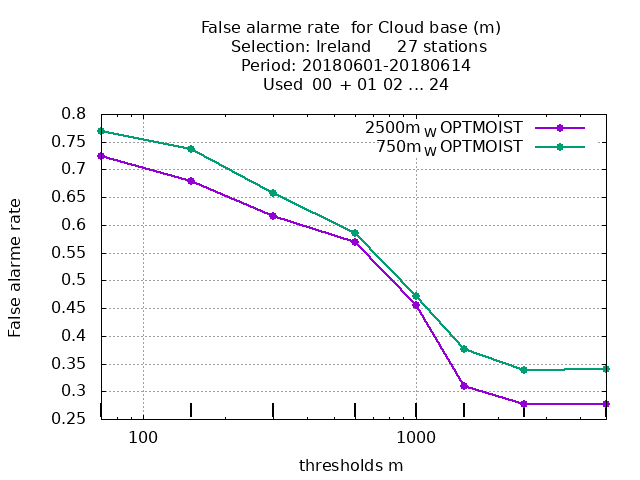 False alarme rate for Cloud base (m)
Selection: Ireland 27 stations
Period: 20180601-20180614
Used 00 + 01 02 ... 24
2500m W OPTMOIST
750m W OPTMOIST
0.8
0.75
0.7
0.65
0.6
0.55
0.5
0.45
0.4
0.35
0.3
0.25
False alarme rate
100 1000
thresholds m